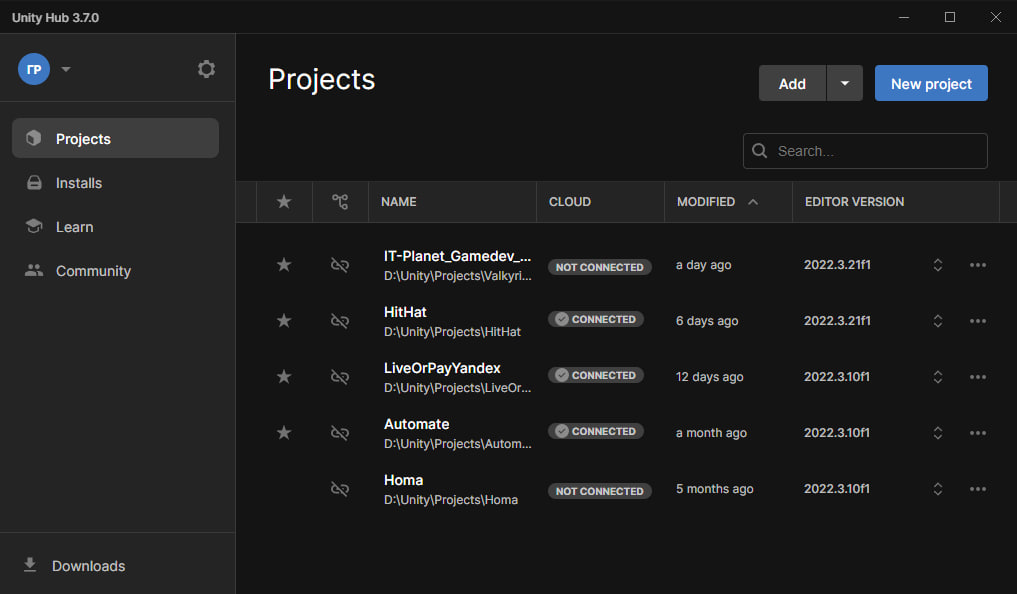 Unity Hub 3.7.0
ГР
Projects
Installs
Learn
Community
Downloads
Projects
Add
New project
Search...
NAME CLOUD MODIFIED EDITOR VERSION
IT-Planet_Gamedev_... NOT CONNECTED a day ago 2022.3.21f1
D:\Unity\Projects\Valkyri...
HitHat CONNECTED 6 days ago 2022.3.21f1
D:\Unity\Projects\HitHat
LiveOrPayYandex CONNECTED 12 days ago 2022.3.10f1
D:\Unity\Projects\LiveOr...
Automate CONNECTED a month ago 2022.3.10f1
D:\Unity\Projects\Autom...
Homa NOT CONNECTED 5 months ago 2022.3.10f1
D:\Unity\Projects\Homa